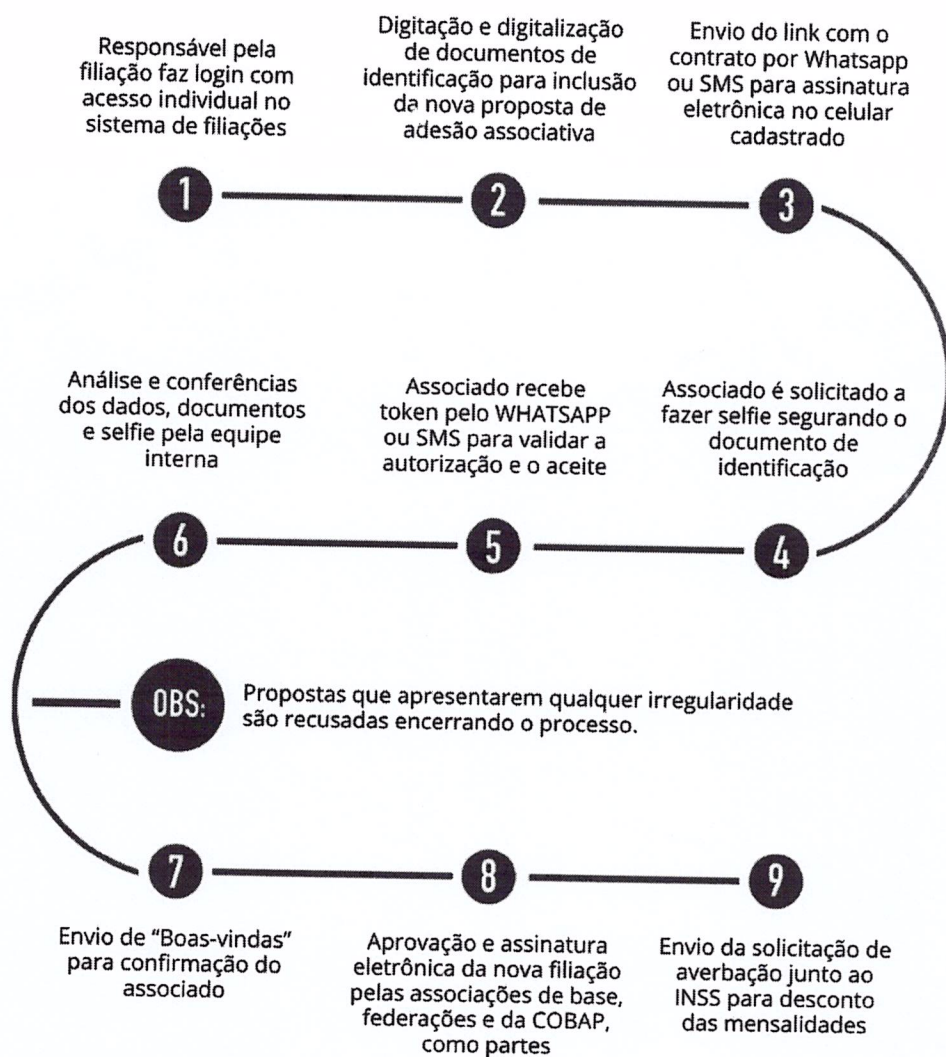 Responsável pela
filiação faz login com
acesso individual no
sistema de filiações
1
Digitação e digitalização
de documentos de
identificação para inclusão
da nova proposta de
adesão associativa
2
Envio do link com o
contrato por Whatsapp
ou SMS para assinatura
eletrônica no celular
cadastrado
3
Associado é solicitado a
fazer selfie segurando o
documento de
identificação
4
Associado recebe
token pelo WHATSAPP
ou SMS para validar a
autorização e o aceite
5
Análise e conferências
dos dados, documentos
e selfie pela equipe
interna
6
OBS:
Propostas que apresentarem qualquer irregularidade
são recusadas encerrando o processo.
7
Envio de “Boas-vindas”
para confirmação do
associado
8
Aprovação e assinatura
eletrônica da nova filiação
pelas associações de base,
federações e da COBAP,
como partes
9
Envio da solicitação de
averbação junto ao
INSS para desconto
das mensalidades